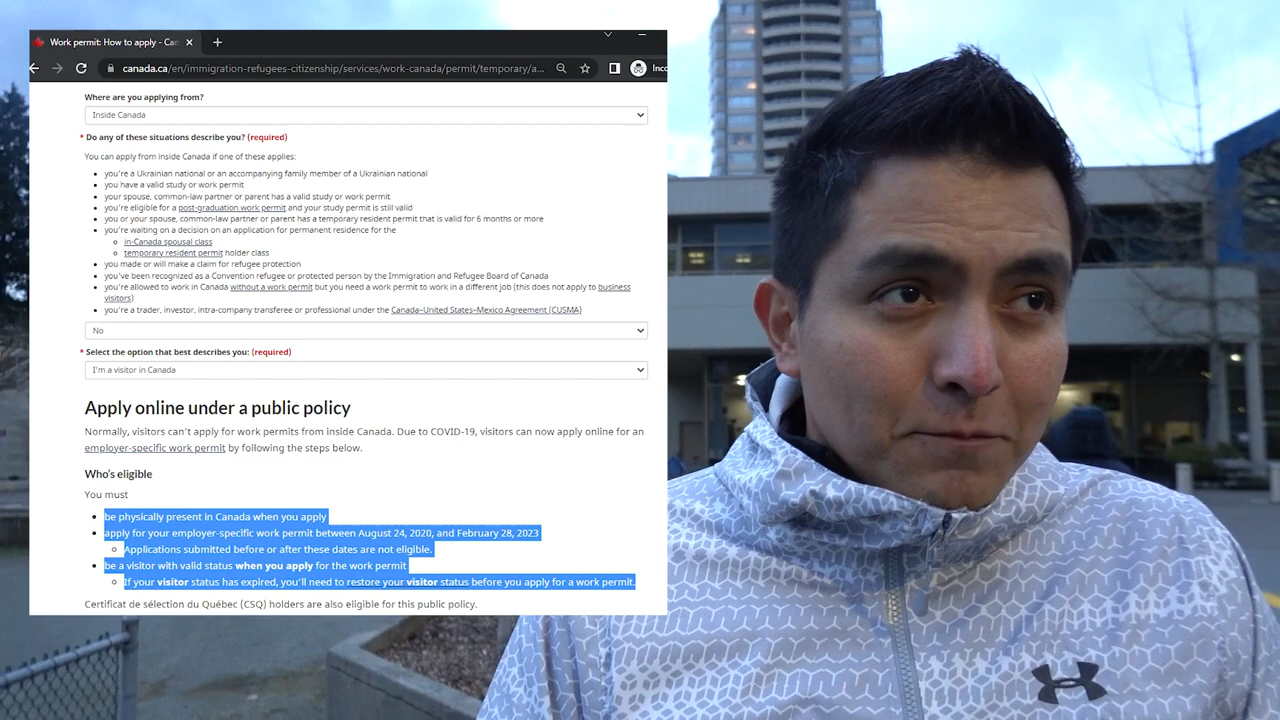 Work permit: How to apply - Can
canada.ca/en/immigration-refugees-citizenship/services/work-canada/permit/temporary/a...
Inco
Where are you applying from?
Inside Canada
* Do any of these situations describe you? (required)
You can apply from inside Canada if one of these applies:
you're a Ukrainian national or an accompanying family member of a Ukrainian national
you have a valid study or work permit
your spouse, common-law partner or parent has a valid study or work permit
you're eligible for a post-graduation work permit and your study permit is still valid
you or your spouse, common-law partner or parent has a temporary resident permit that is valid for 6 months or more
you're waiting on a decision on an application for permanent residence for the
in-Canada spousal class
temporary resident permit holder class
you made or will make a claim for refugee protection
you've been recognized as a Convention refugee or protected person by the Immigration and Refugee Board of Canada
you're allowed to work in Canada without a work permit but you need a work permit to work in a different job (this does not apply to business
visitors)
you're a trader, investor, intra-company transferee or professional under the Canada–United States–Mexico Agreement (CUSMA)
No
* Select the option that best describes you: (required)
I'm a visitor in Canada
Apply online under a public policy
Normally, visitors can't apply for work permits from inside Canada. Due to COVID-19, visitors can now apply online for an
employer-specific work permit by following the steps below.
Who's eligible
You must
be physically present in Canada when you apply
apply for your employer-specific work permit between August 24, 2020, and February 28, 2023
Applications submitted before or after these dates are not eligible.
be a visitor with valid status when you apply for the work permit
If your visitor status has expired, you'll need to restore your visitor status before you apply for a work permit.
Certificat de sélection du Québec (CSQ) holders are also eligible for this public policy.